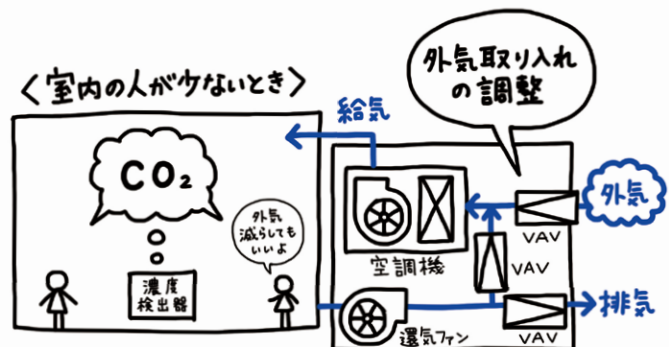 <室内の人が少ないとき>
外気取り入れ
の調整
給気
CO₂
外気
減らしても
いいよ
濃度
検出器
空調機
還気ファン
VAV
VAV
VAV
外気
排気